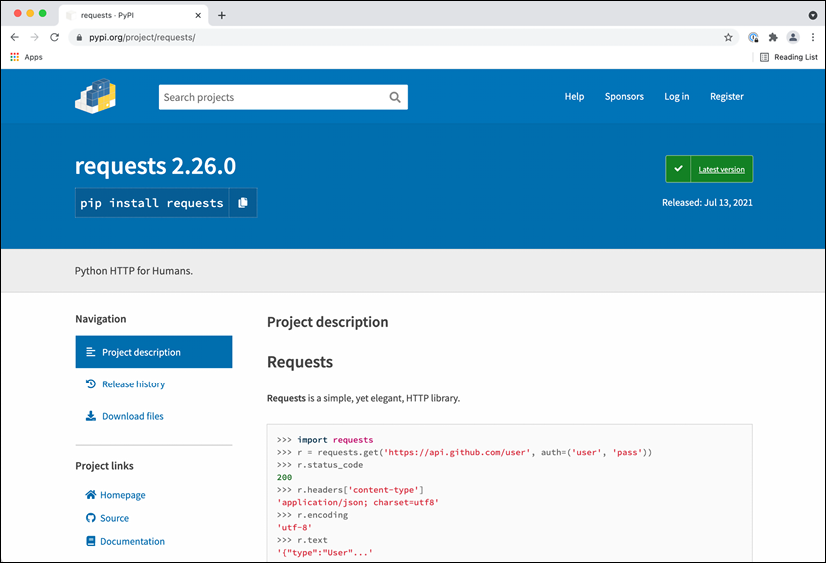 requests · PyPI
pypi.org/project/requests/
Apps
Reading List
Search projects
Help Sponsors Log in Register
requests 2.26.0
Latest version
pip install requests
Released: Jul 13, 2021
Python HTTP for Humans.
Navigation
Project description
Release history
Download files
Project links
Homepage
Source
Documentation
Project description
Requests
Requests is a simple, yet elegant, HTTP library.
>>> import requests
>>> r = requests.get('https://api.github.com/user', auth=('user', 'pass'))
>>> r.status_code
200
>>> r.headers['content-type']
'application/json; charset=utf8'
>>> r.encoding
'utf-8'
>>> r.text
'{"type":"User"...'